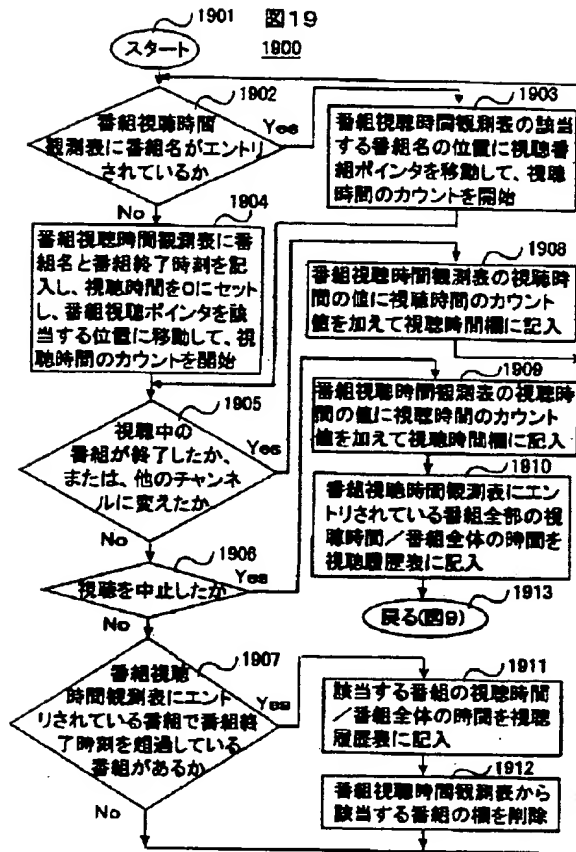 図19
1900
1901
スタート
1902
番組視聴時間
観測表に番組名がエントリ
されているか
Yes
No
1903
番組視聴時間観測表の該当
する番組名の位置に視聴番
組ポインタを移動して、視聴
時間のカウントを開始
1904
番組視聴時間観測表に番
組名と番組終了時刻を記
入し、視聴時間を0にセット
し、番組視聴ポインタを該
当する位置に移動して、視
聴時間のカウントを開始
1908
番組視聴時間観測表の視聴時
間の値に視聴時間のカウント
値を加えて視聴時間欄に記入
1905
視聴中の
番組が終了したか、
または、他のチャンネ
ルに変えたか
Yes
No
1909
番組視聴時間観測表の視聴時
間の値に視聴時間のカウント
値を加えて視聴時間欄に記入
1910
番組視聴時間観測表にエント
リされている番組全部の視
聴時間/番組全体の時間を
視聴履歴表に記入
1906
視聴を中止したか
Yes
No
1913
戻る(図9)
1907
番組視聴
時間観測表にエント
リされている番組で番組終
了時刻を超過している
番組があるか
Yes
No
1911
該当する番組の視聴時間
/番組全体の時間を視聴
履歴表に記入
1912
番組視聴時間観測表から
該当する番組の欄を削除